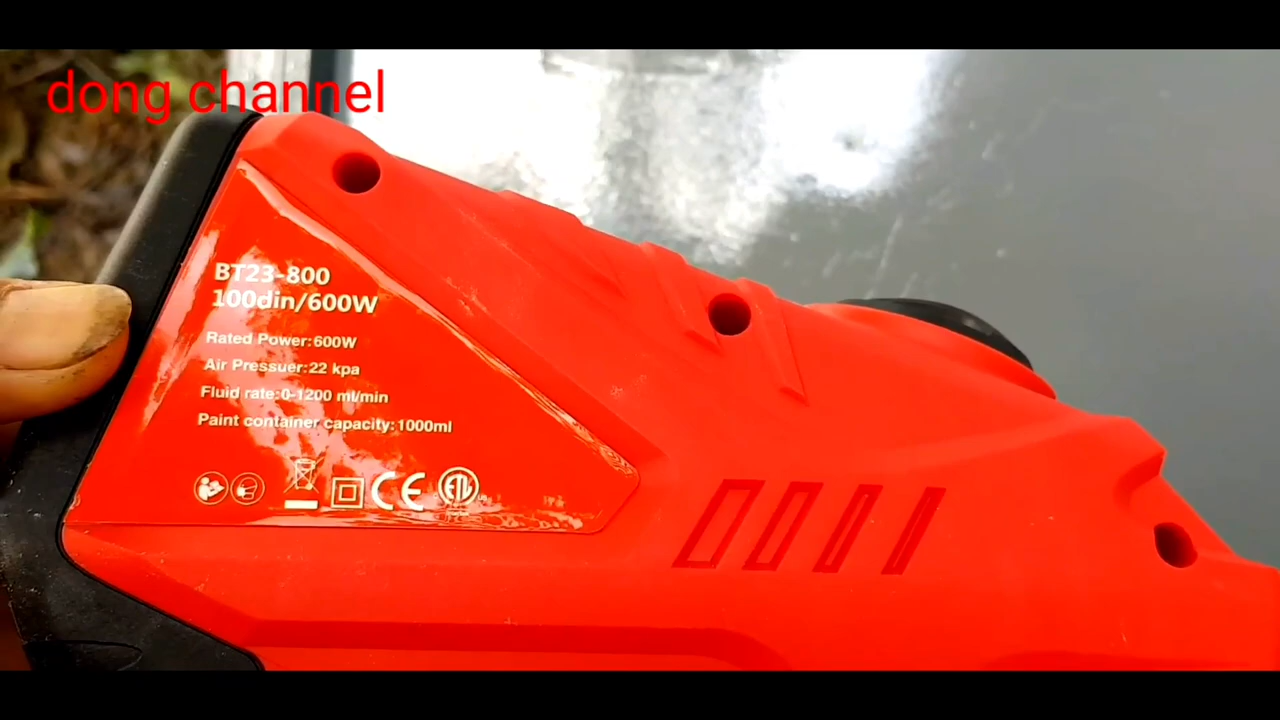 dong channel
BT23-800
100din/600W
Rated Power:600W
Air Pressuer:22 kpa
Fluid rate:0-1200 ml/min
Paint container capacity:1000ml
CE
ETL